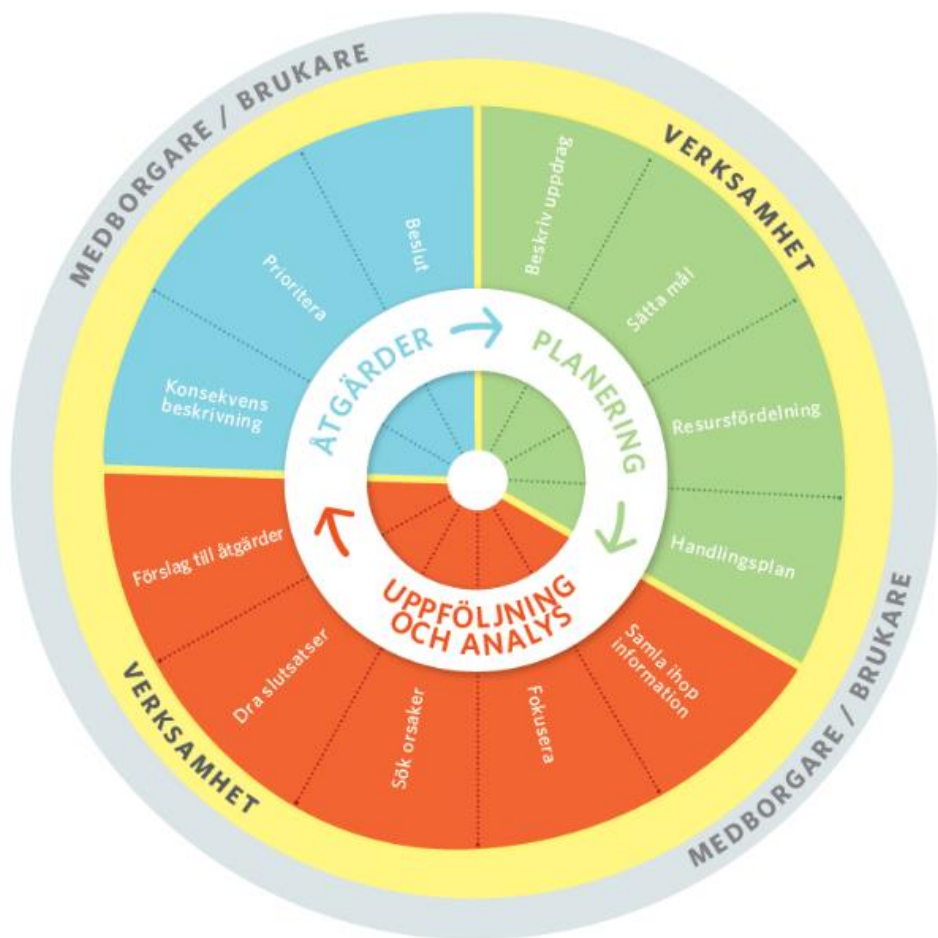 MEDBORGARE / BRUKARE
VERKSAMHET
Beskriv uppdrag
Sätta mål
Resursfördelning
Handlingsplan
Samla ihop
information
Fokusera
Sök orsaker
Dra slutsatser
Förslag till åtgärder
Konsekvens
beskrivning
Prioritera
Beslut
ÅTGÄRDER
PLANERING
UPPFÖLJNING
OCH ANALYS
VERKSAMHET
MEDBORGARE / BRUKARE